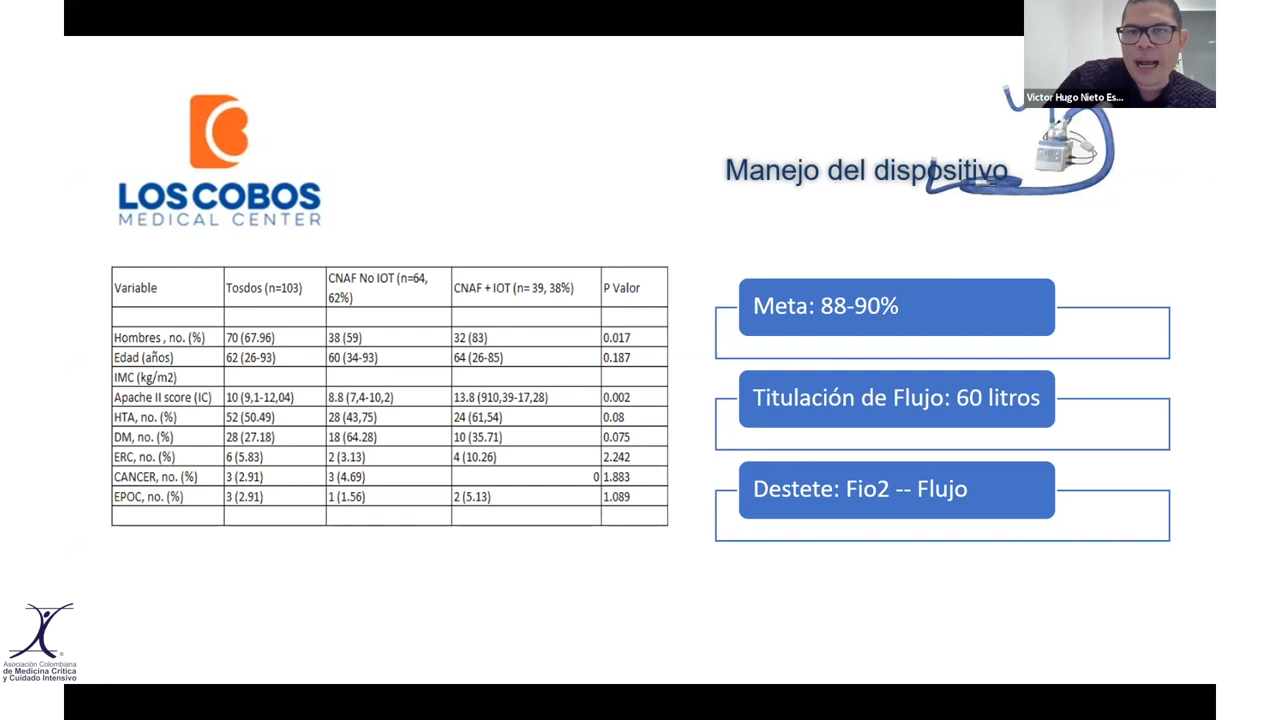 Victor Hugo Nieto Es...
LOS COBOS
MEDICAL CENTER
Manejo del dispositivo
Variable Tosdos (n=103) CNAF No IOT (n=64, 62%) CNAF + IOT (n= 39, 38%) P Valor
Hombres , no. (%) 70 (67.96) 38 (59) 32 (83) 0.017
Edad (años) 62 (26-93) 60 (34-93) 64 (26-85) 0.187
IMC (kg/m2)
Apache II score (IC) 10 (9,1-12,04) 8.8 (7,4-10,2) 13.8 (910,39-17,28) 0.002
HTA, no. (%) 52 (50.49) 28 (43,75) 24 (61,54) 0.08
DM, no. (%) 28 (27.18) 18 (64.28) 10 (35.71) 0.075
ERC, no. (%) 6 (5.83) 2 (3.13) 4 (10.26) 2.242
CANCER, no. (%) 3 (2.91) 3 (4.69) 0 1.883
EPOC, no. (%) 3 (2.91) 1 (1.56) 2 (5.13) 1.089
Meta: 88-90%
Titulación de Flujo: 60 litros
Destete: Fio2 -- Flujo
Asociación Colombiana
de Medicina Crítica
y Cuidado Intensivo